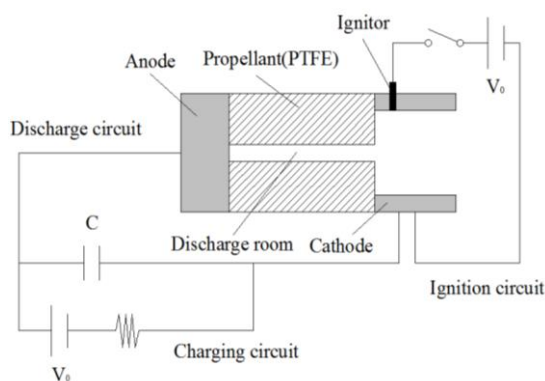 Ignitor
Propellant(PTFE)
Anode
V₀
Discharge circuit
C
Discharge room
Cathode
Ignition circuit
Charging circuit
V₀